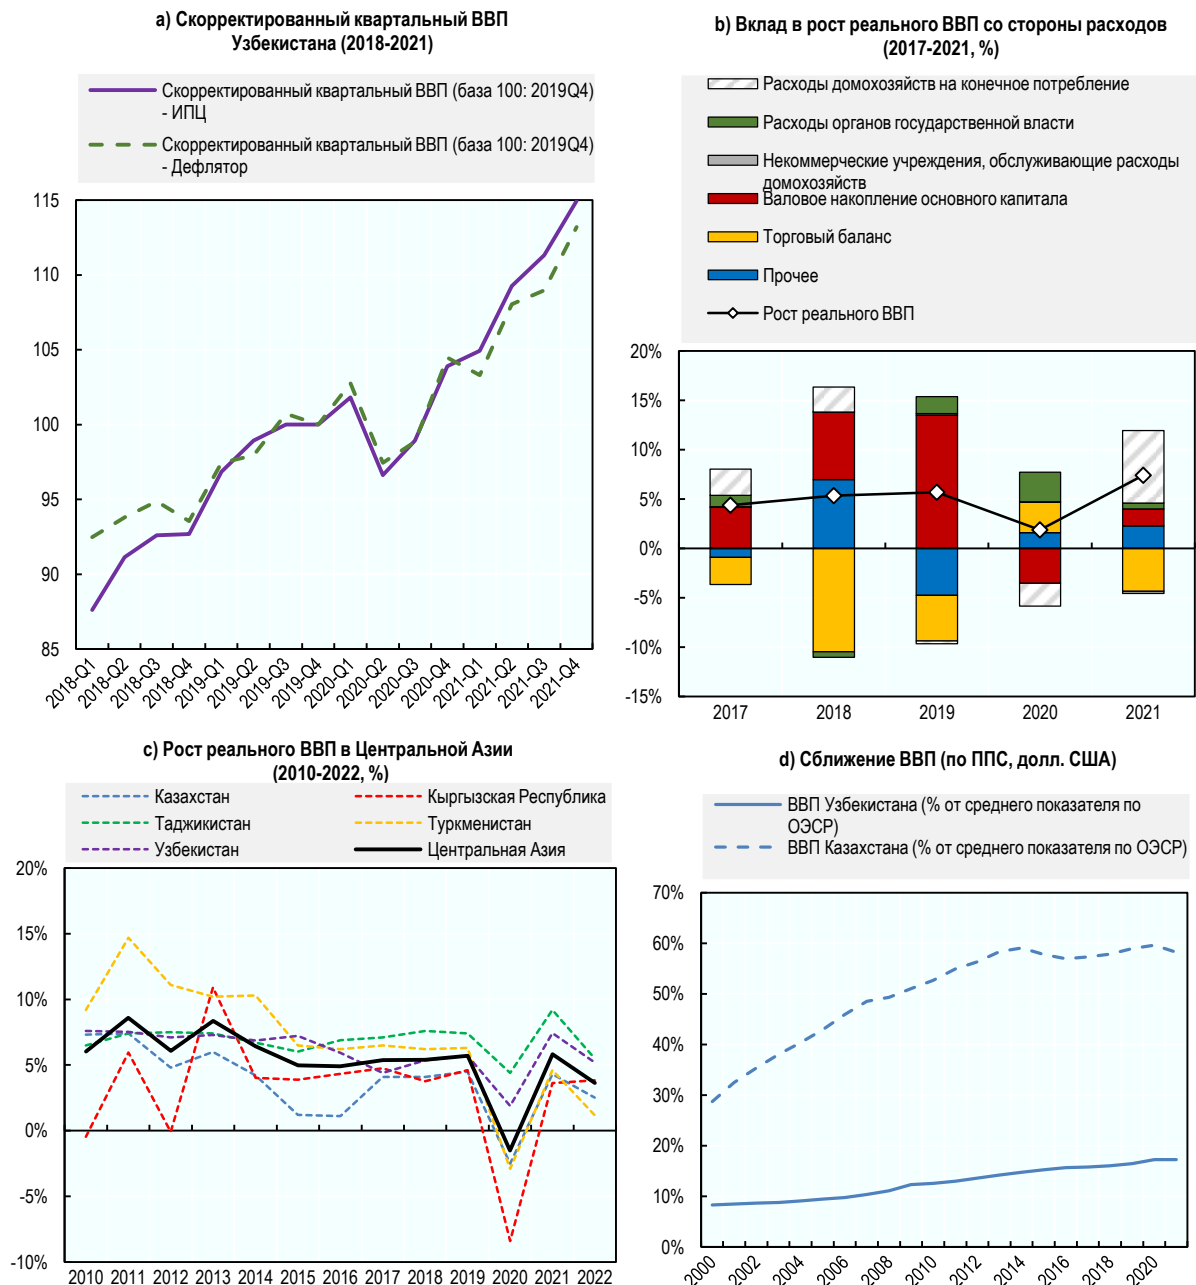 a) Скорректированный квартальный ВВП
Узбекистана (2018-2021)
Скорректированный квартальный ВВП (база 100: 2019Q4)
- ИПЦ
Скорректированный квартальный ВВП (база 100: 2019Q4)
- Дефлятор
115
110
105
100
95
90
85
2018-Q1
2018-Q2
2018-Q3
2018-Q4
2019-Q1
2019-Q2
2019-Q3
2019-Q4
2020-Q1
2020-Q2
2020-Q3
2020-Q4
2021-Q1
2021-Q2
2021-Q3
2021-Q4
b) Вклад в рост реального ВВП со стороны расходов
(2017-2021, %)
Расходы домохозяйств на конечное потребление
Расходы органов государственной власти
Некоммерческие учреждения, обслуживающие расходы
домохозяйств
Валовое накопление основного капитала
Торговый баланс
Прочее
Рост реального ВВП
20%
15%
10%
5%
0%
-5%
-10%
-15%
2017 2018 2019 2020 2021
c) Рост реального ВВП в Центральной Азии
(2010-2022, %)
Казахстан Кыргызская Республика
Таджикистан Туркменистан
Узбекистан Центральная Азия
20%
15%
10%
5%
0%
-5%
-10%
2010 2011 2012 2013 2014 2015 2016 2017 2018 2019 2020 2021 2022
d) Сближение ВВП (по ППС, долл. США)
ВВП Узбекистана (% от среднего показателя по
ОЭСР)
ВВП Казахстана (% от среднего показателя по ОЭСР)
70%
60%
50%
40%
30%
20%
10%
0%
2000
2002
2004
2006
2008
2010
2012
2014
2016
2018
2020